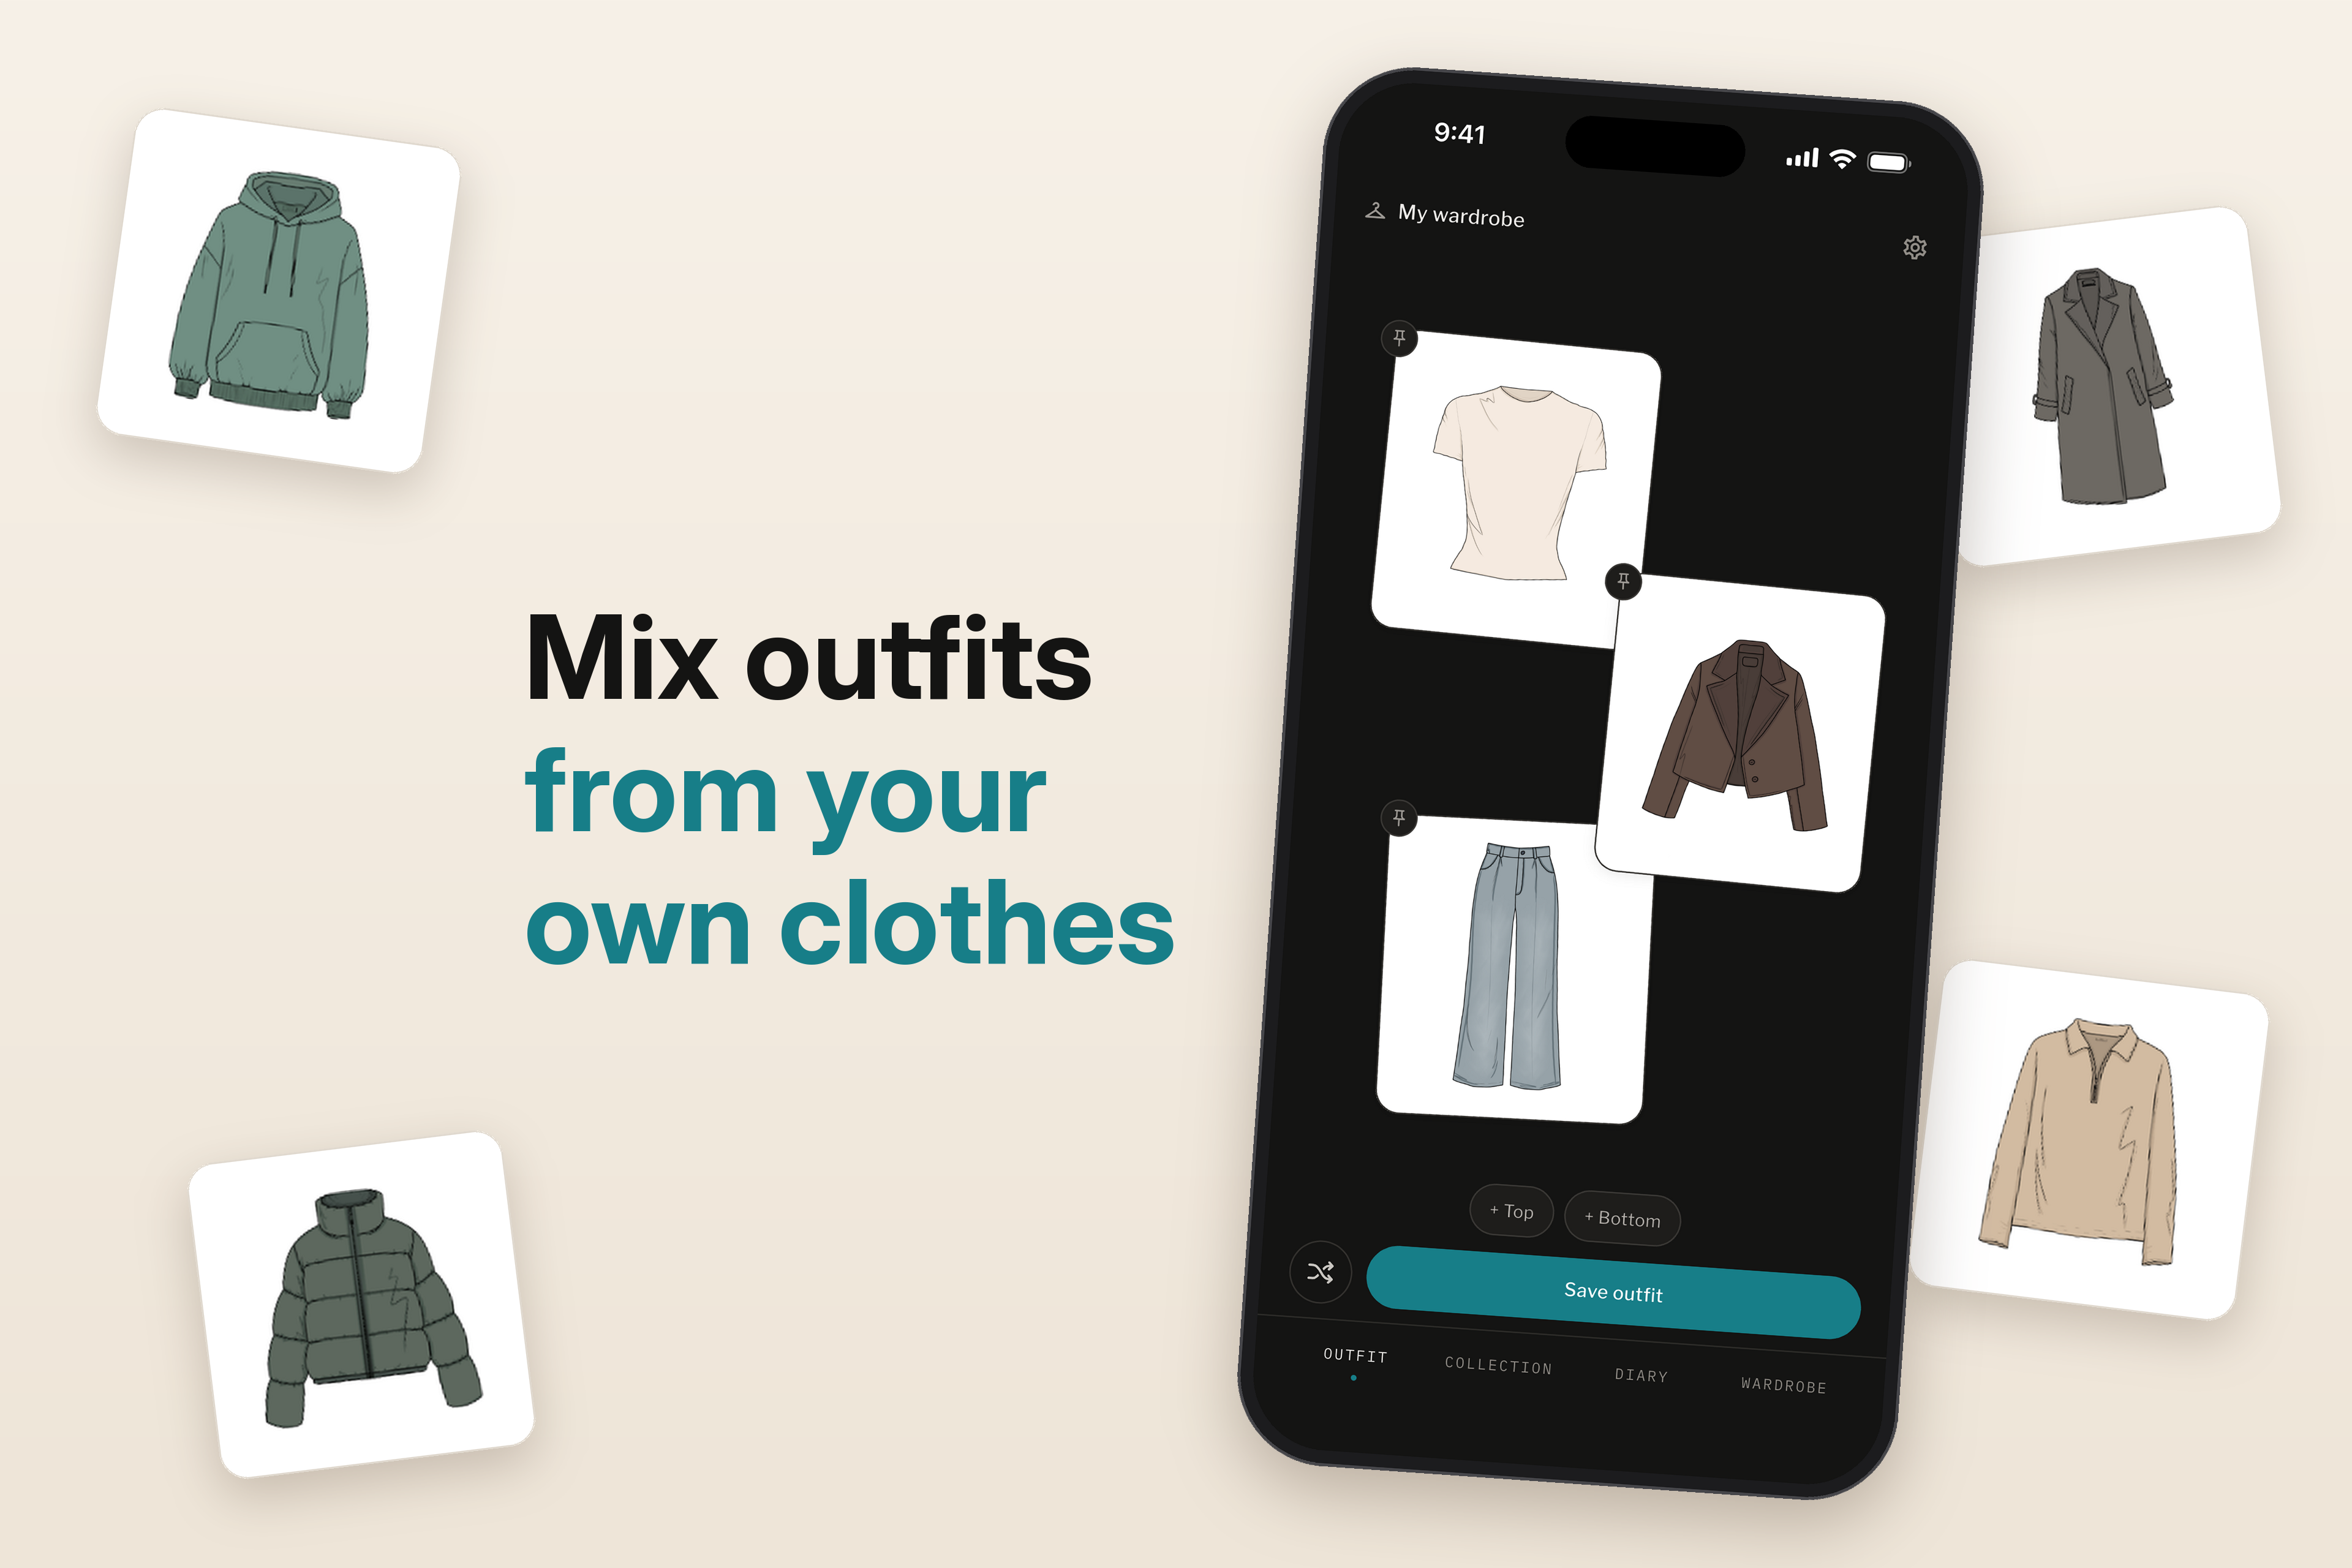 Mix outfits
from your
own clothes
9:41
My wardrobe
+ Top
+ Bottom
Save outfit
OUTFIT
COLLECTION
DIARY
WARDROBE